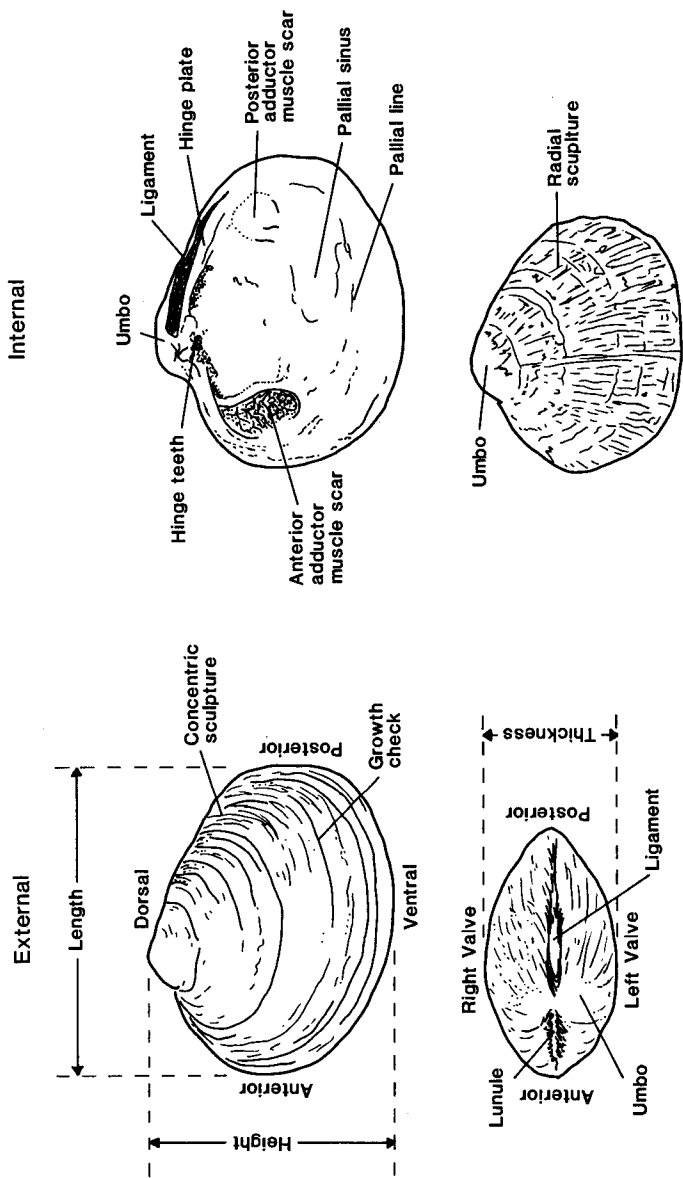 External
Length
Dorsal
Concentric
sculpture
Height
Anterior
Posterior
Growth
check
Ventral
Right Valve
Lunule
Anterior
Posterior
Thickness
Umbo
Left Valve
Ligament
Internal
Umbo
Ligament
Hinge plate
Hinge teeth
Posterior
adductor
muscle scar
Anterior
adductor
muscle scar
Pallial sinus
Pallial line
Umbo
Radial
scuplture